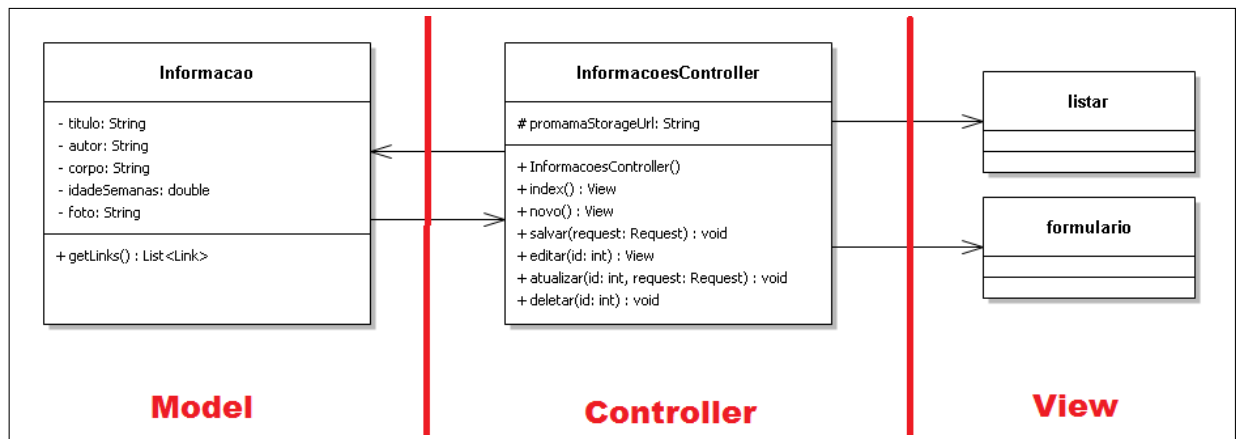 Informacao
- titulo: String
- autor: String
- corpo: String
- idadeSemanas: double
- foto: String
+ getLinks() : List<Link>
InformacoesController
# promamaStorageUrl: String
+ InformacoesController()
+ index() : View
+ novo() : View
+ salvar(request: Request) : void
+ editar(id: int) : View
+ atualizar(id: int, request: Request) : void
+ deletar(id: int) : void
listar
formulario
Model
Controller
View